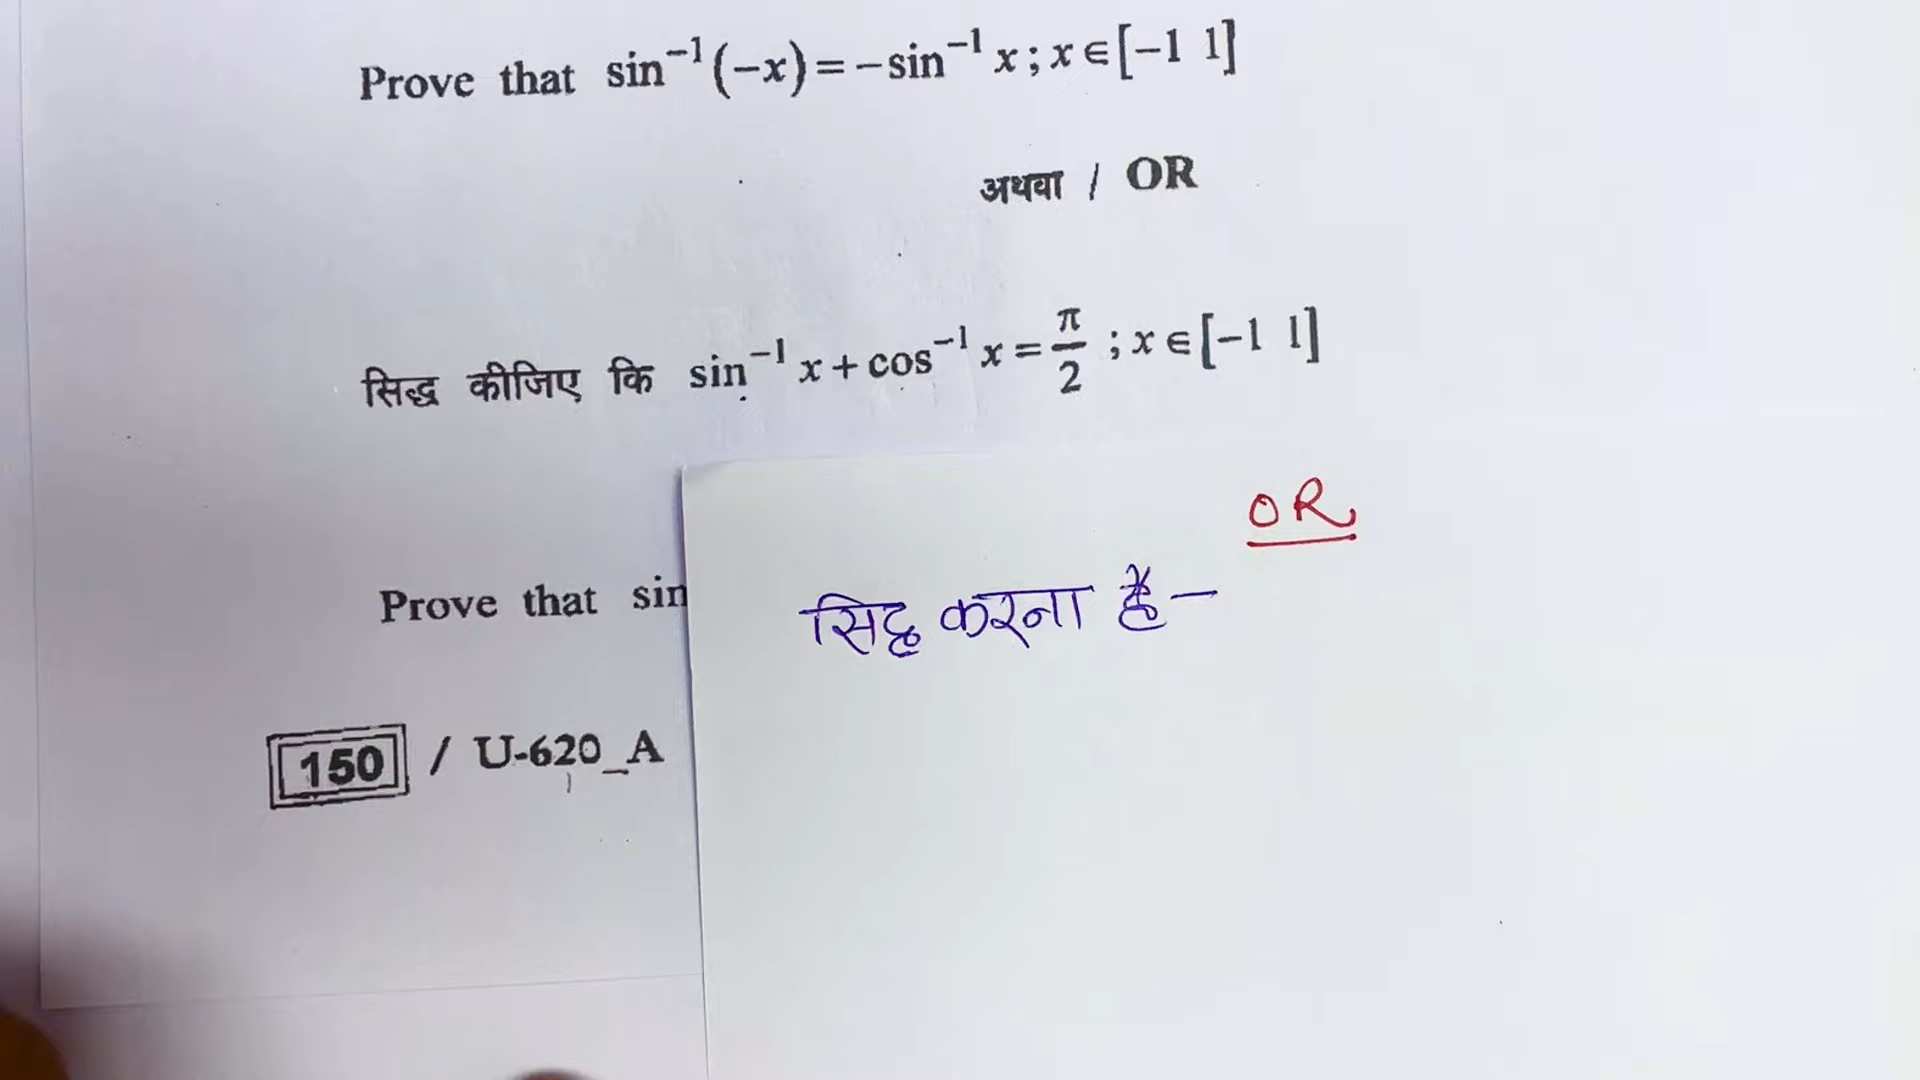 Prove that sin⁻¹(−x)=−sin⁻¹ x; x∈[−1 1]
अथवा / OR
सिद्ध कीजिए कि sin⁻¹ x + cos⁻¹ x = π/2 ; x∈[−1 1]
OR
सिद्ध करना है—
Prove that sin
150 / U-620_A